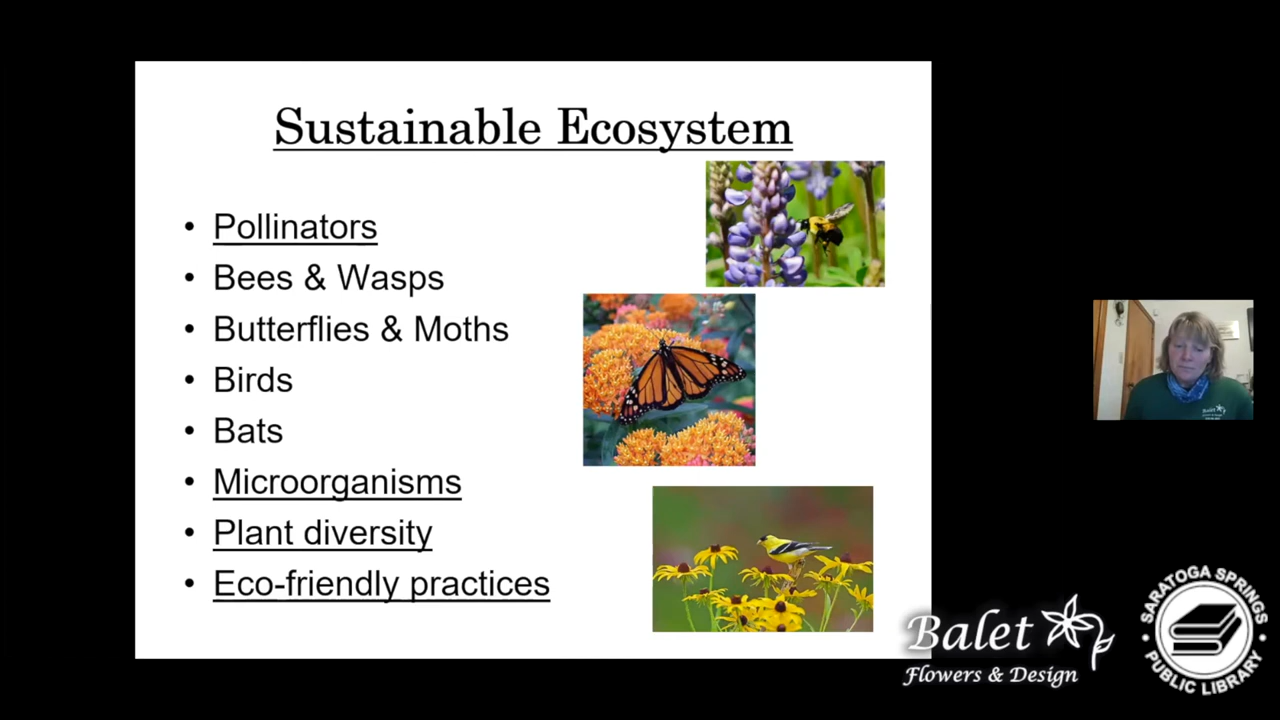 Sustainable Ecosystem
• Pollinators
• Bees & Wasps
• Butterflies & Moths
• Birds
• Bats
• Microorganisms
• Plant diversity
• Eco-friendly practices
Balet
Balet
Flowers & Design
SARATOGA SPRINGS
• PUBLIC LIBRARY •